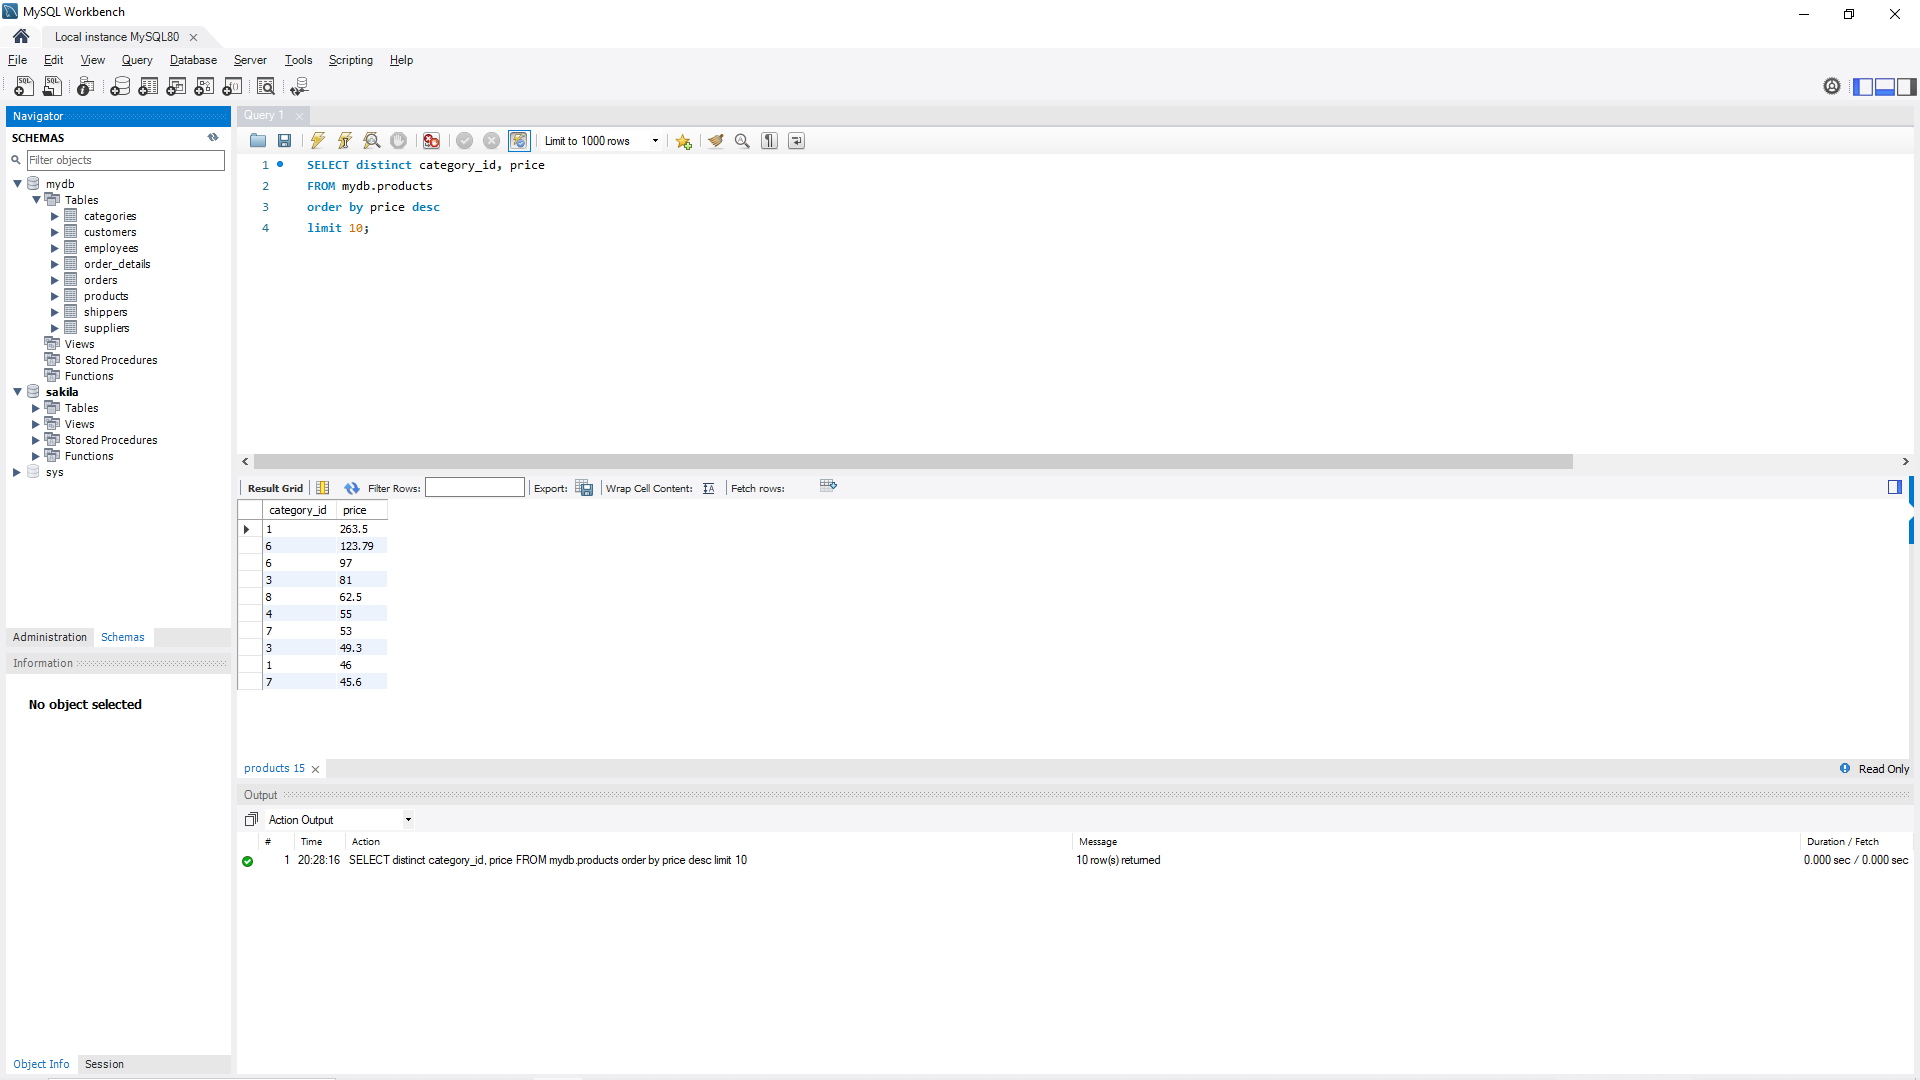 MySQL Workbench
Local instance MySQL80
File Edit View Query Database Server Tools Scripting Help
Navigator
SCHEMAS
Filter objects
mydb
Tables
categories
customers
employees
order_details
orders
products
shippers
suppliers
Views
Stored Procedures
Functions
sakila
Tables
Views
Stored Procedures
Functions
sys
Administration Schemas
Information
No object selected
Object Info Session
Query 1
Limit to 1000 rows
1 SELECT distinct category_id, price
2 FROM mydb.products
3 order by price desc
4 limit 10;
Result Grid Filter Rows: Export: Wrap Cell Content: Fetch rows:
category_id price
1 263.5
6 123.79
6 97
3 81
8 62.5
4 55
7 53
3 49.3
1 46
7 45.6
products 15 Read Only
Output
Action Output
# Time Action Message Duration / Fetch
1 20:28:16 SELECT distinct category_id, price FROM mydb.products order by price desc limit 10 10 row(s) returned 0.000 sec / 0.000 sec